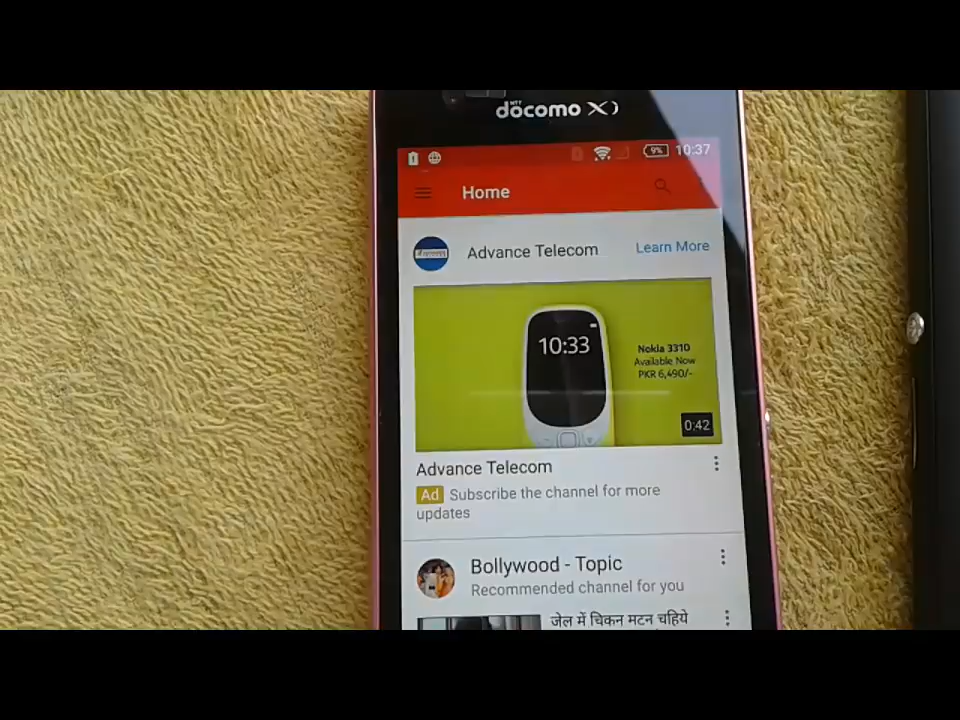 NTT
döcomo Xi
9% 10:37
Home
Advance Telecom Learn More
10:33
Nokia 3310
Available Now
PKR 6,490/-
0:42
Advance Telecom
Ad Subscribe the channel for more
updates
Bollywood - Topic
Recommended channel for you
जेल में चिकन मटन चहिये